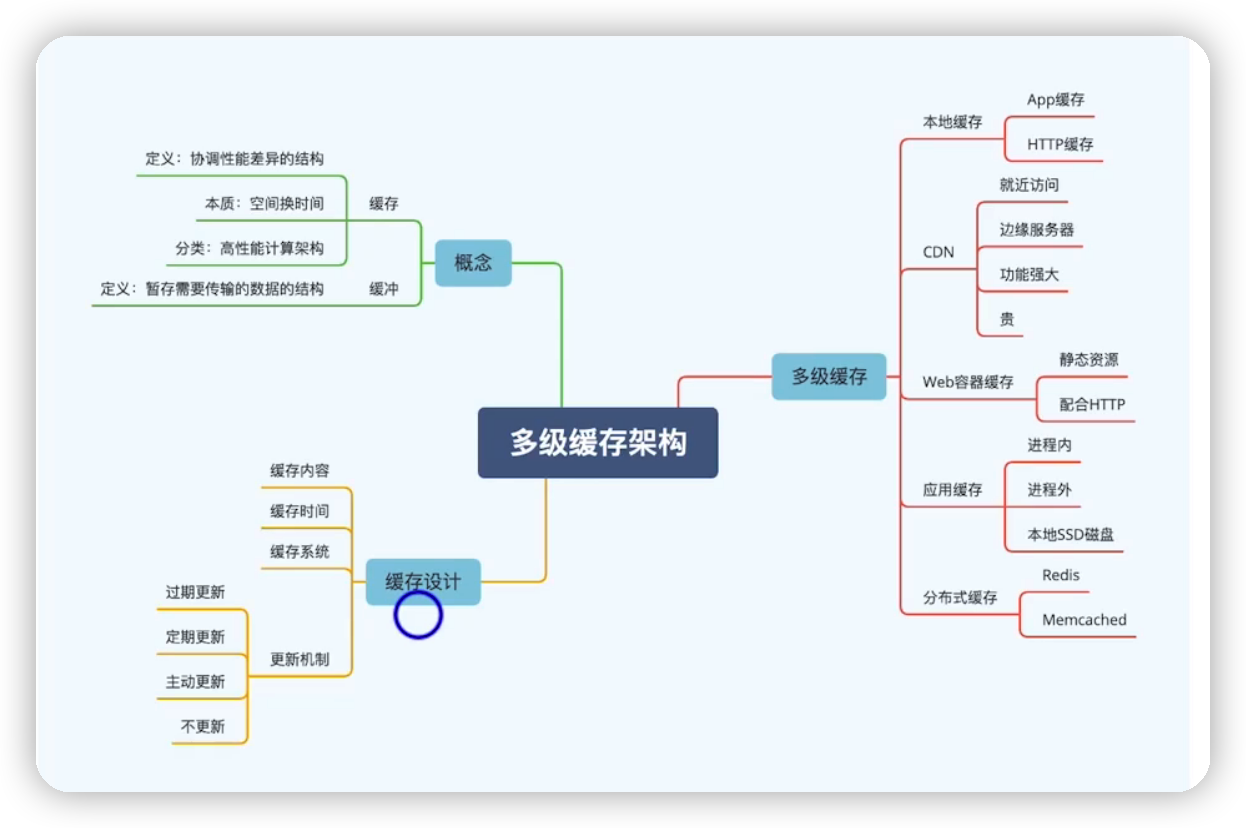 多级缓存架构
概念
缓存
定义：协调性能差异的结构
本质：空间换时间
分类：高性能计算架构
缓冲
定义：暂存需要传输的数据的结构
多级缓存
本地缓存
App缓存
HTTP缓存
CDN
就近访问
边缘服务器
功能强大
贵
Web容器缓存
静态资源
配合HTTP
应用缓存
进程内
进程外
本地SSD磁盘
分布式缓存
Redis
Memcached
缓存设计
缓存内容
缓存时间
缓存系统
更新机制
过期更新
定期更新
主动更新
不更新